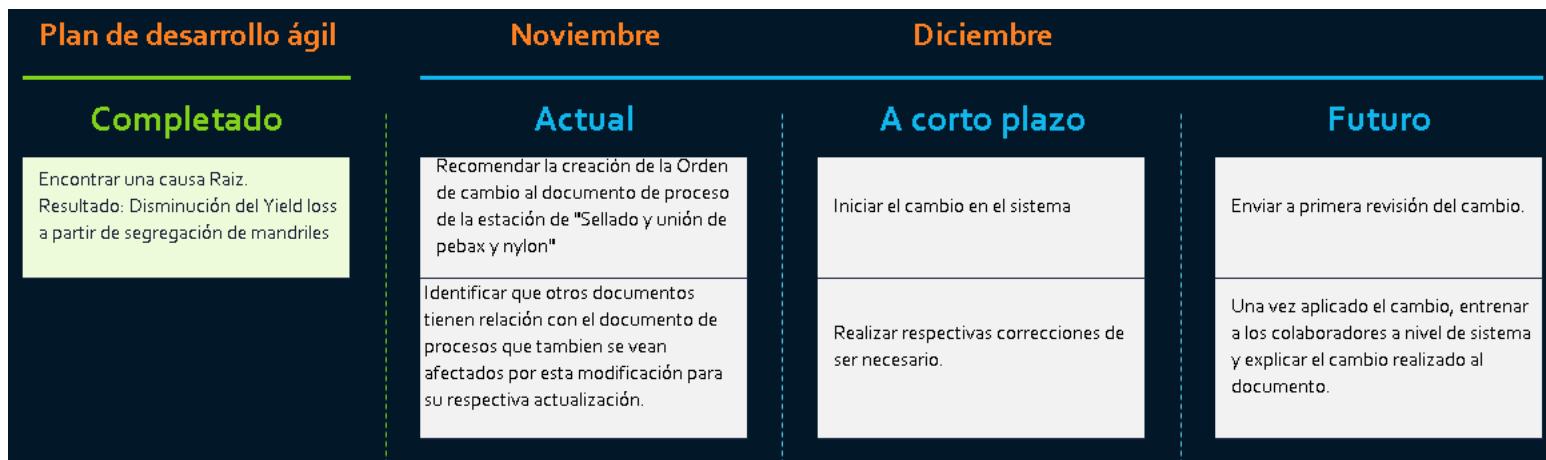 Plan de desarrollo ágil
Noviembre
Diciembre
Completado
Actual
A corto plazo
Futuro
Encontrar una causa Raiz.
Resultado: Disminución del Yield loss
a partir de segregación de mandriles
Recomendar la creación de la Orden
de cambio al documento de proceso
de la estación de "Sellado y unión de
pebax y nylon"
Identificar que otros documentos
tienen relación con el documento de
procesos que tambien se vean
afectados por esta modificación para
su respectiva actualización.
Iniciar el cambio en el sistema
Realizar respectivas correcciones de
ser necesario.
Enviar a primera revisión del cambio.
Una vez aplicado el cambio, entrenar
a los colaboradores a nivel de sistema
y explicar el cambio realizado al
documento.